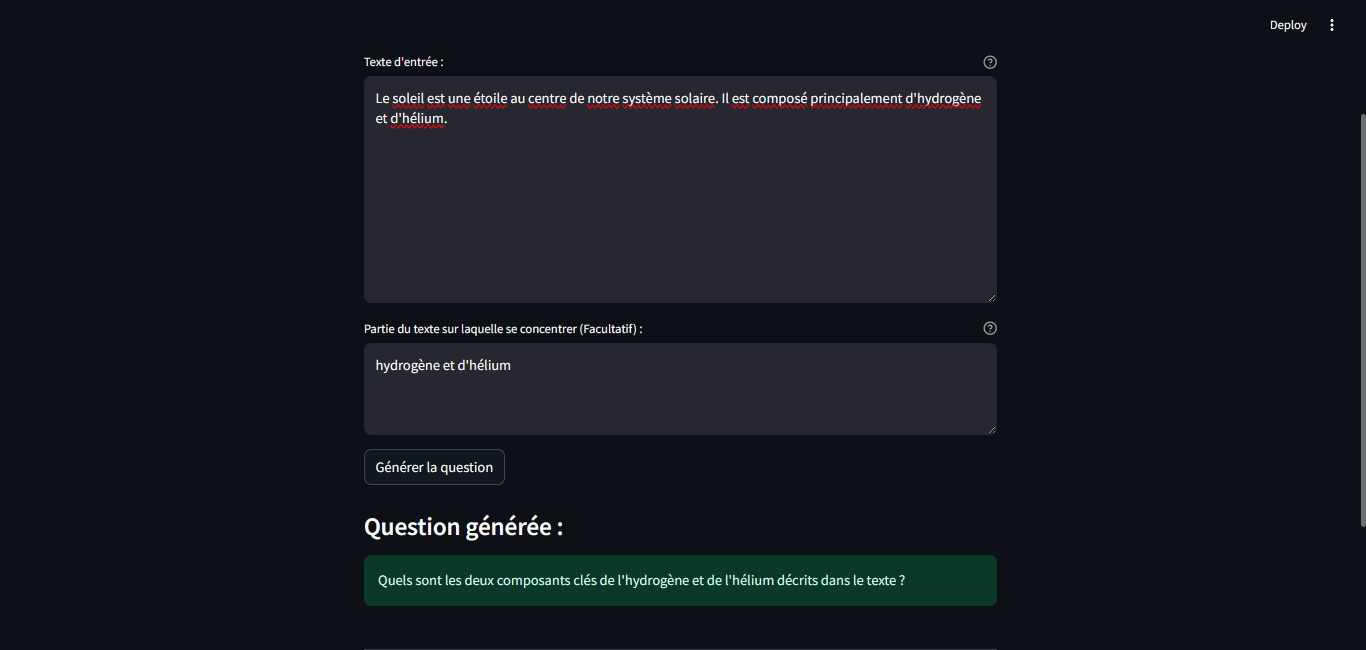 Deploy
Texte d'entrée :
Le soleil est une étoile au centre de notre système solaire. Il est composé principalement d'hydrogène
et d'hélium.
Partie du texte sur laquelle se concentrer (Facultatif) :
hydrogène et d'hélium
Générer la question
Question générée :
Quels sont les deux composants clés de l'hydrogène et de l'hélium décrits dans le texte ?